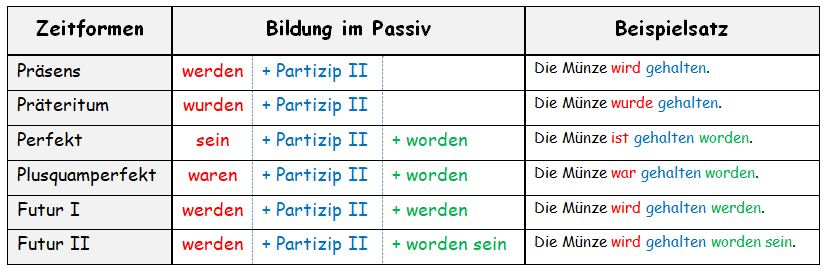 Zeitformen Bildung im Passiv Beispielsatz
Präsens werden + Partizip II Die Münze wird gehalten.
Präteritum wurden + Partizip II Die Münze wurde gehalten.
Perfekt sein + Partizip II + worden Die Münze ist gehalten worden.
Plusquamperfekt waren + Partizip II + worden Die Münze war gehalten worden.
Futur I werden + Partizip II + werden Die Münze wird gehalten werden.
Futur II werden + Partizip II + worden sein Die Münze wird gehalten worden sein.